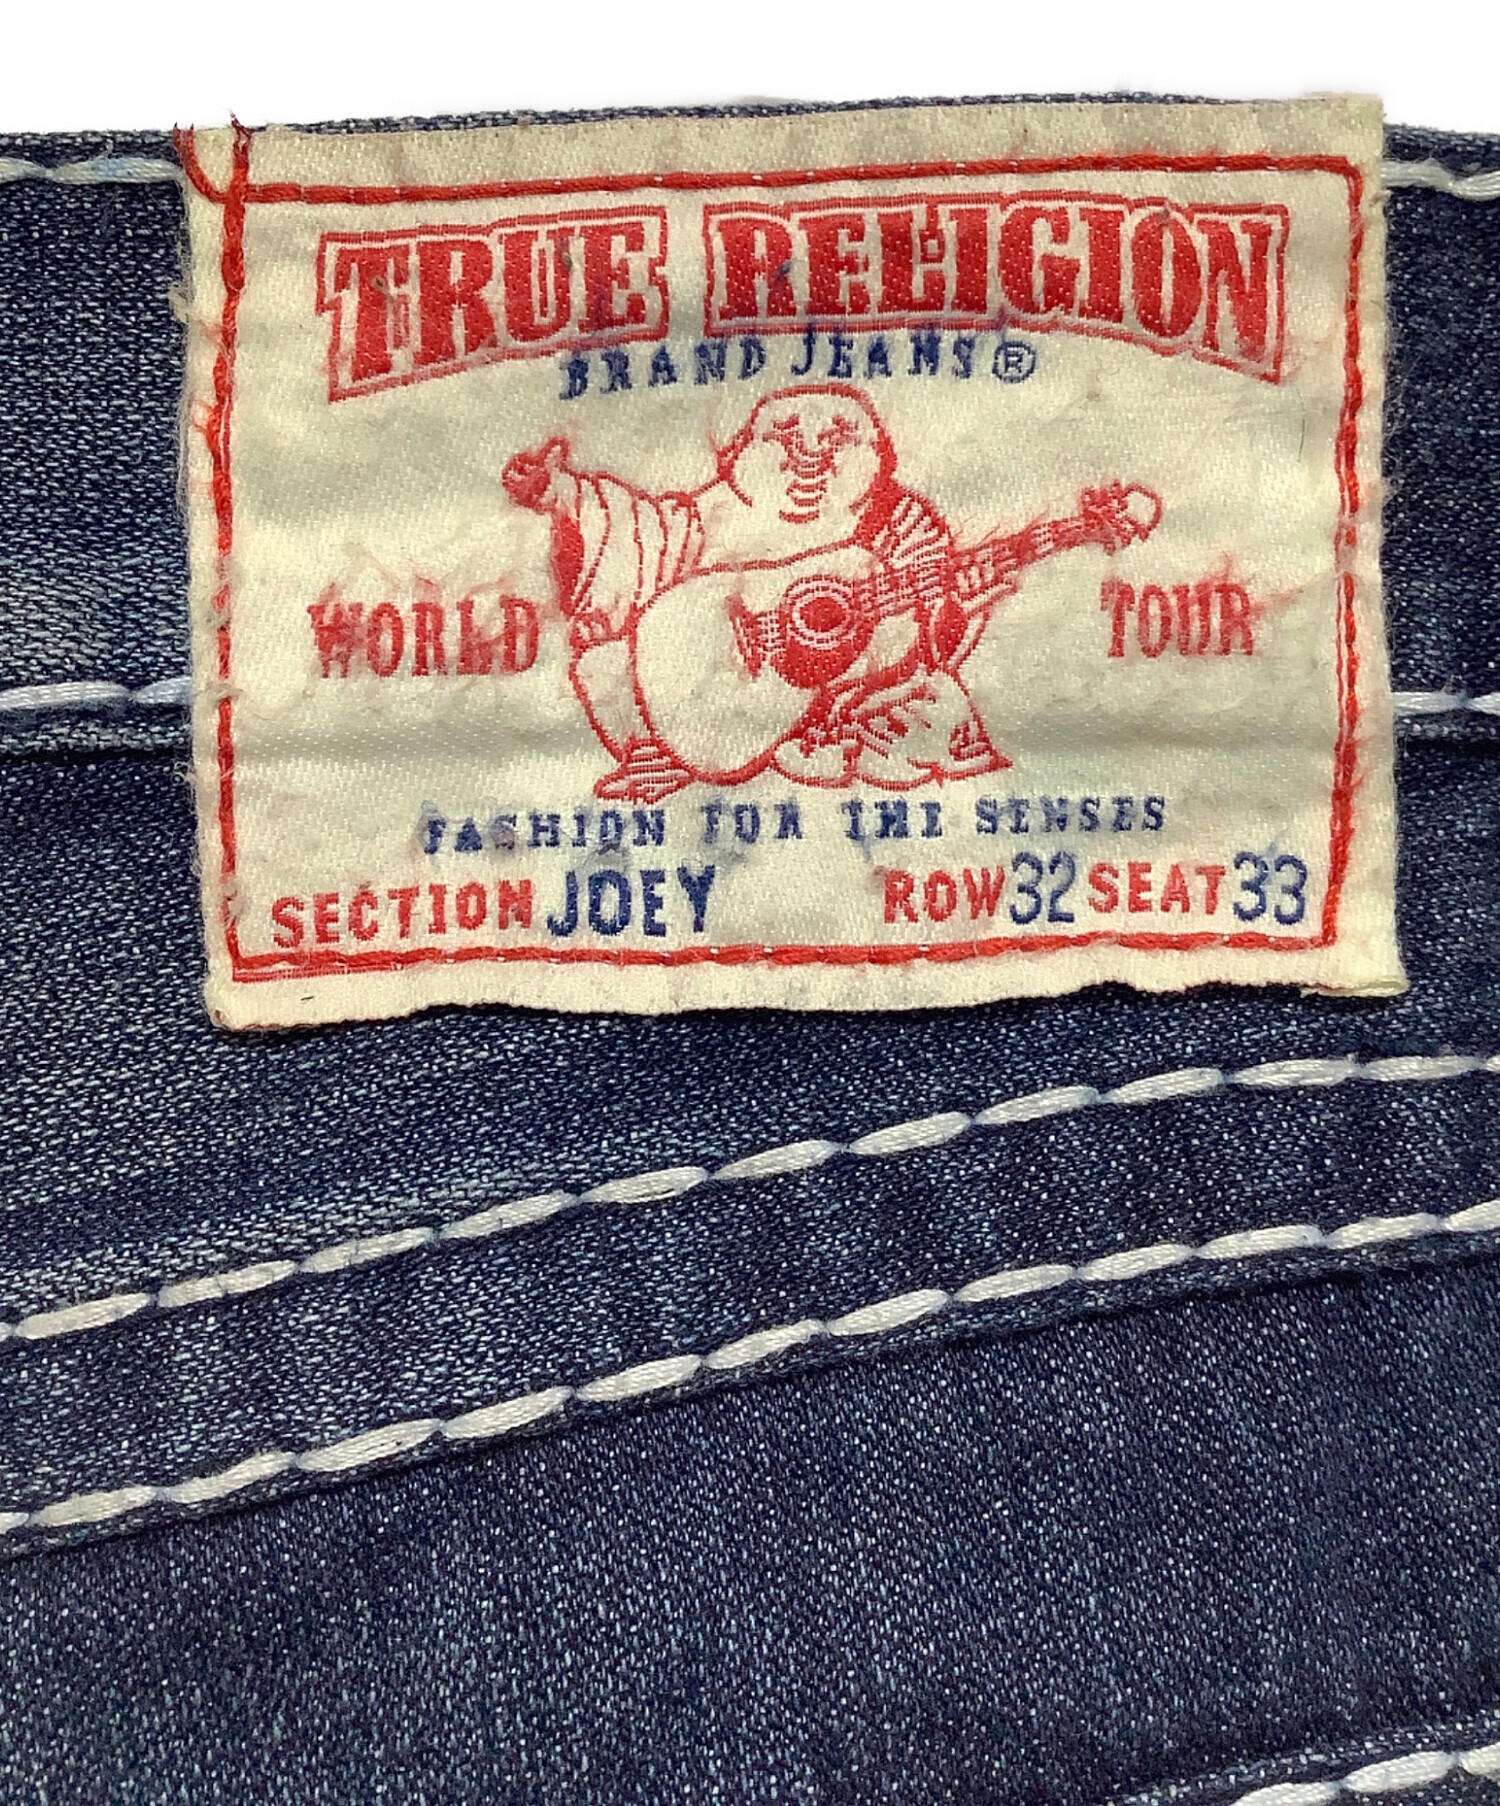 TRUE RELIGION
BRAND JEANS®
WORLD TOUR
FASHION FOR THE SENSES
SECTION JOEY ROW 32 SEAT 33